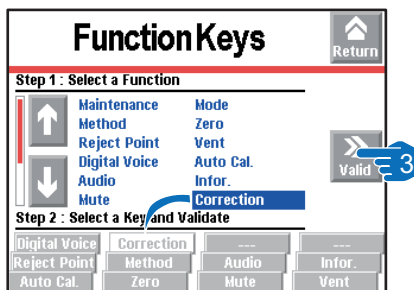 Function Keys
Return
Step 1 : Select a Function
Maintenance Mode
Method Zero
Reject Point Vent
Digital Voice Auto Cal.
Audio Infor.
Mute Correction
Valid 3
Step 2 : Select a Key and Validate
Digital Voice Correction --- ---
Reject Point Method Audio Infor.
Auto Cal. Zero Mute Vent